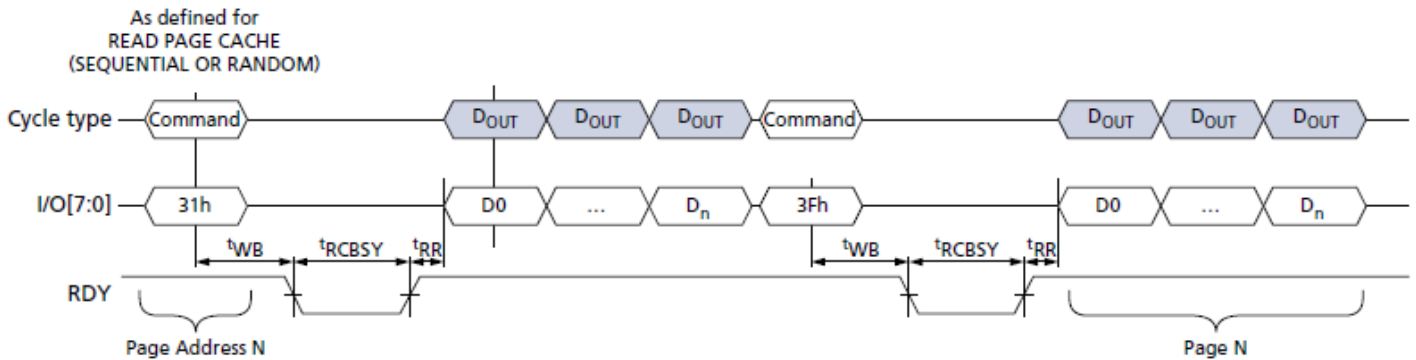 As defined for
READ PAGE CACHE
(SEQUENTIAL OR RANDOM)
Cycle type Command DOUT DOUT DOUT Command DOUT DOUT DOUT
I/O[7:0] 31h D0 ... Dn 3Fh D0 ... Dn
tWB tRCBSY tRR tWB tRCBSY tRR
RDY
Page Address N Page N